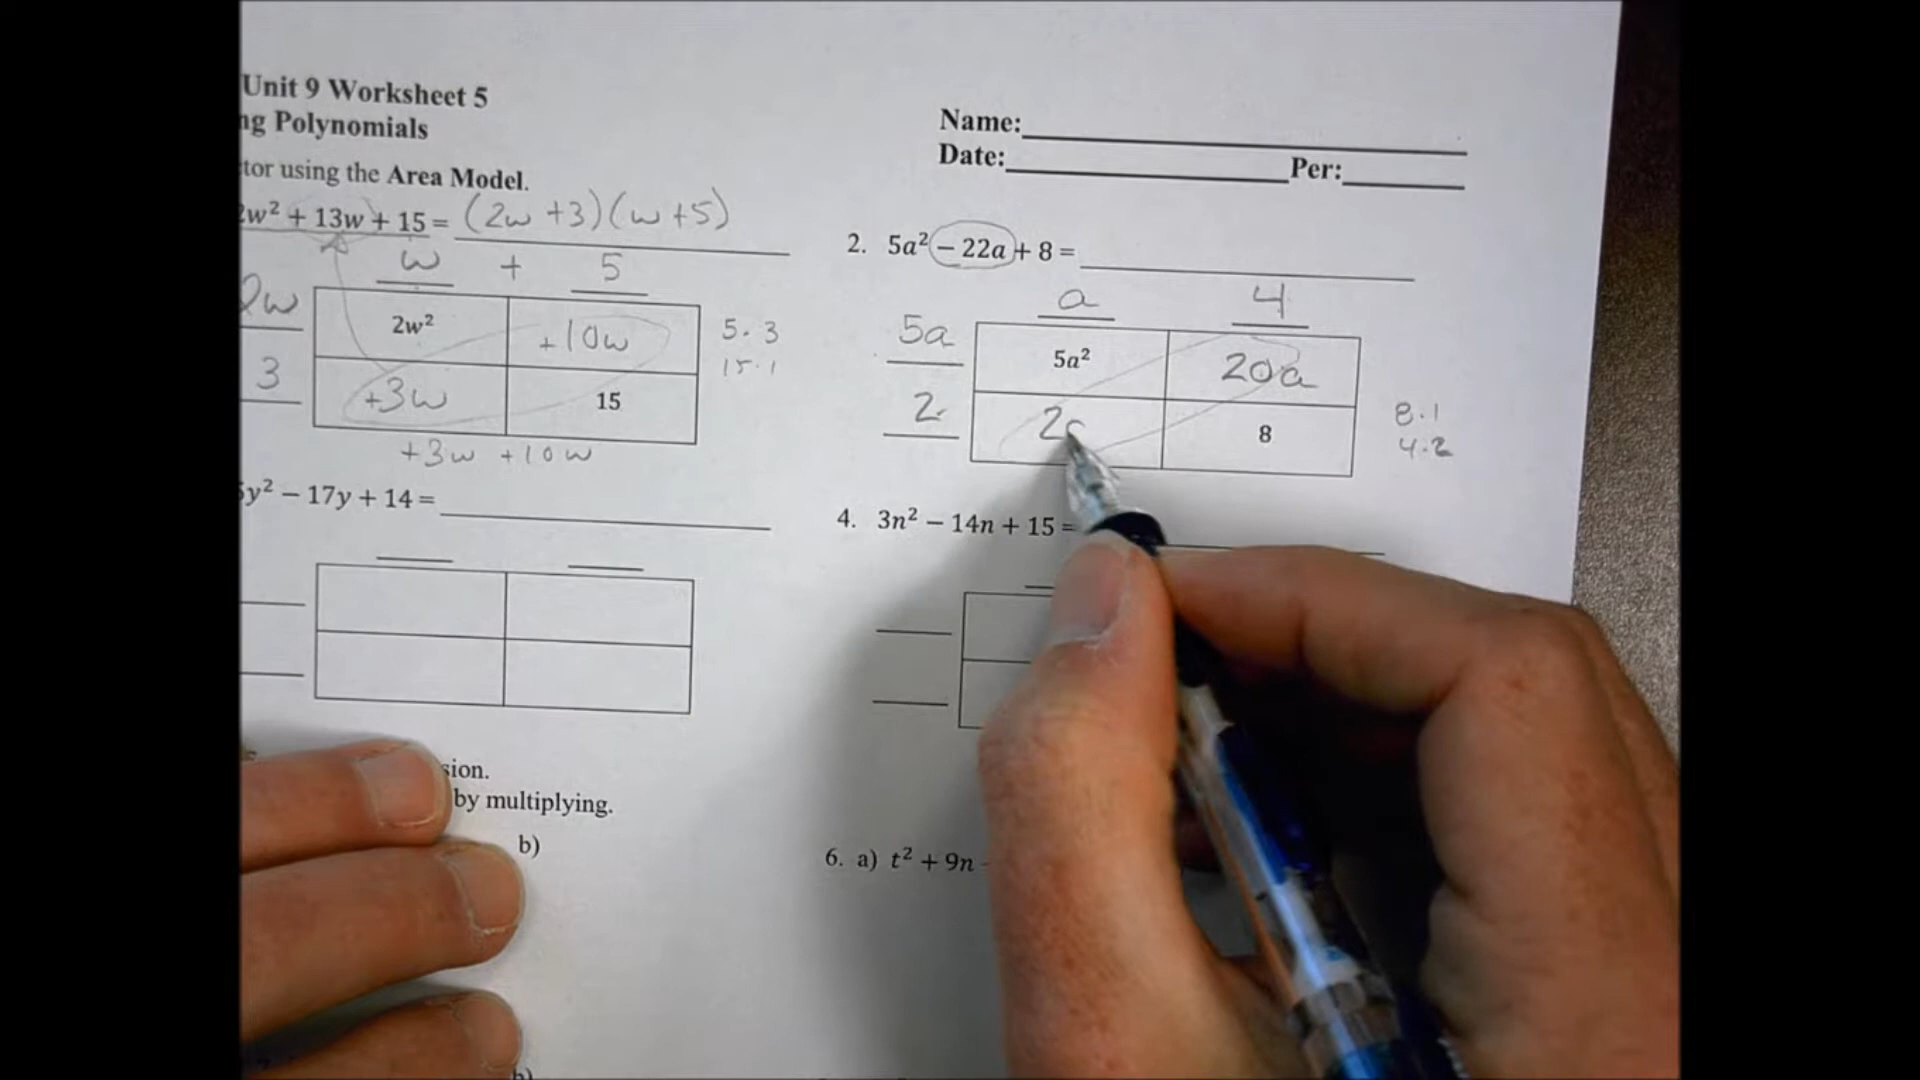 Unit 9 Worksheet 5
ng Polynomials
Name:
Date: Per:
tor using the Area Model.
2w² + 13w + 15 = (2w + 3)(w + 5)
w + 5
2w
2w² +10w
5 · 3
15 · 1
3
+3w 15
+3w +10w
2. 5a² − 22a + 8 =
a 4
5a
5a² 20a
2
2a 8
8 · 1
4 · 2
y² − 17y + 14 =
4. 3n² − 14n + 15 =
sion.
by multiplying.
b)
6. a) t² + 9n
b)